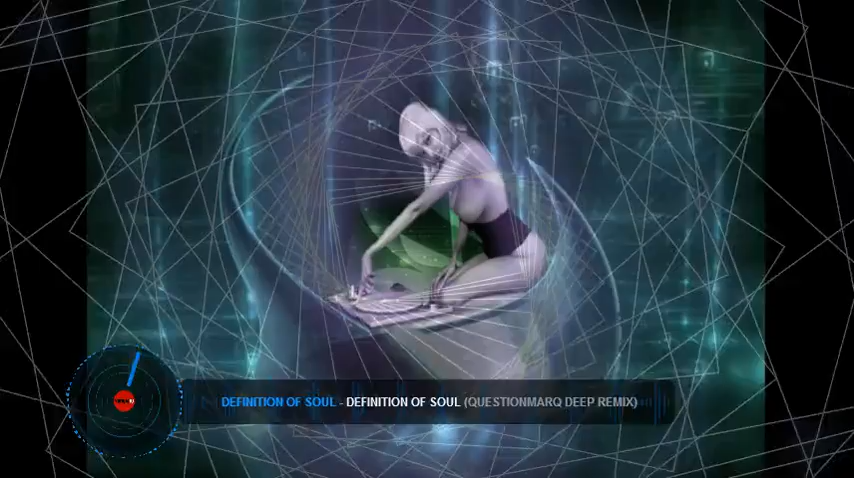 DEFINITION OF SOUL - DEFINITION OF SOUL (QUESTIONMARQ DEEP REMIX)